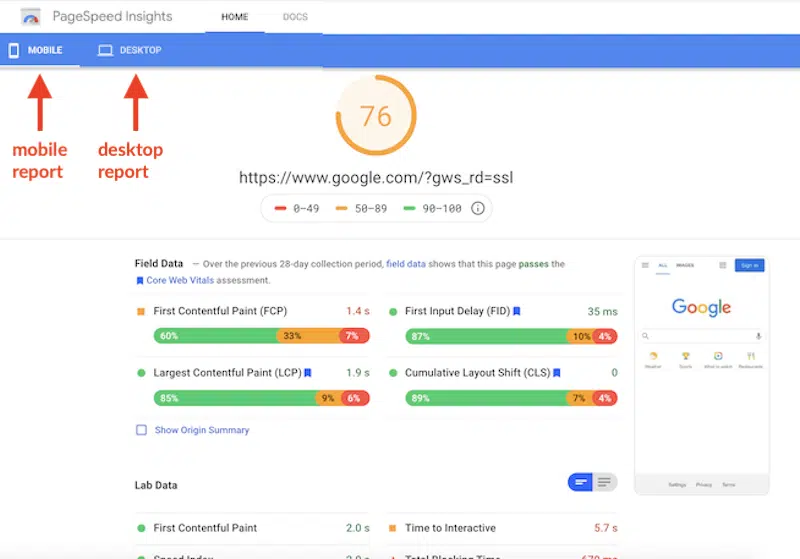 PageSpeed Insights
HOME
DOCS
MOBILE
DESKTOP
mobile
report
desktop
report
76
https://www.google.com/?gws_rd=ssl
0–49
50–89
90–100
Field Data — Over the previous 28-day collection period, field data shows that this page passes the
Core Web Vitals assessment.
First Contentful Paint (FCP) 1.4 s
60% 33% 7%
First Input Delay (FID) 35 ms
87% 10% 4%
Largest Contentful Paint (LCP) 1.9 s
85% 9% 6%
Cumulative Layout Shift (CLS) 0
89% 7% 4%
Show Origin Summary
ALL IMAGES Sign in
Google
Weather Sports What to watch Restaurants
Settings Privacy Terms
Lab Data
First Contentful Paint 2.0 s
Time to Interactive 5.7 s
Speed Index
Total Blocking Time